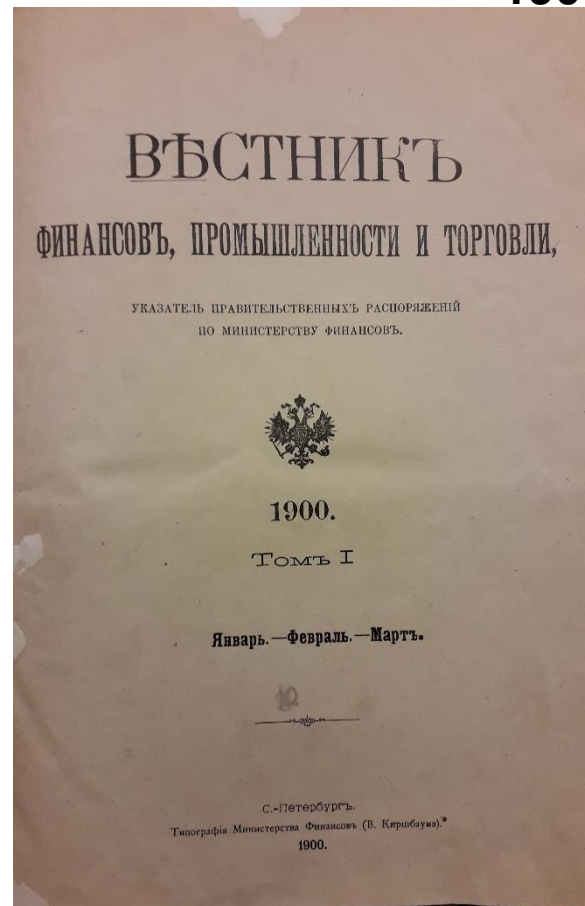 ВѢСТНИКЪ
ФИНАНСОВЪ, ПРОМЫШЛЕННОСТИ И ТОРГОВЛИ,
УКАЗАТЕЛЬ ПРАВИТЕЛЬСТВЕННЫХЪ РАСПОРЯЖЕНІЙ
ПО МИНИСТЕРСТВУ ФИНАНСОВЪ.
1900.
Томъ I
Январь.—Февраль.—Мартъ.
10
С.-Петербургъ.
Типографія Министерства Финансовъ (В. Киршбаума).
1900.